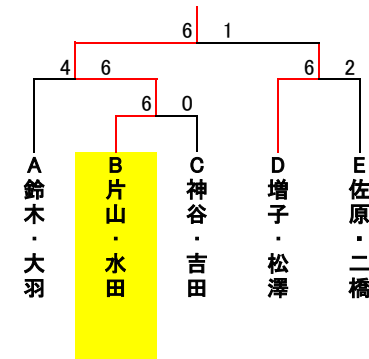 6 1
4 6
6 2
6 0
A 鈴木・大羽
B 片山・水田
C 神谷・吉田
D 増子・松澤
E 佐原・二橋